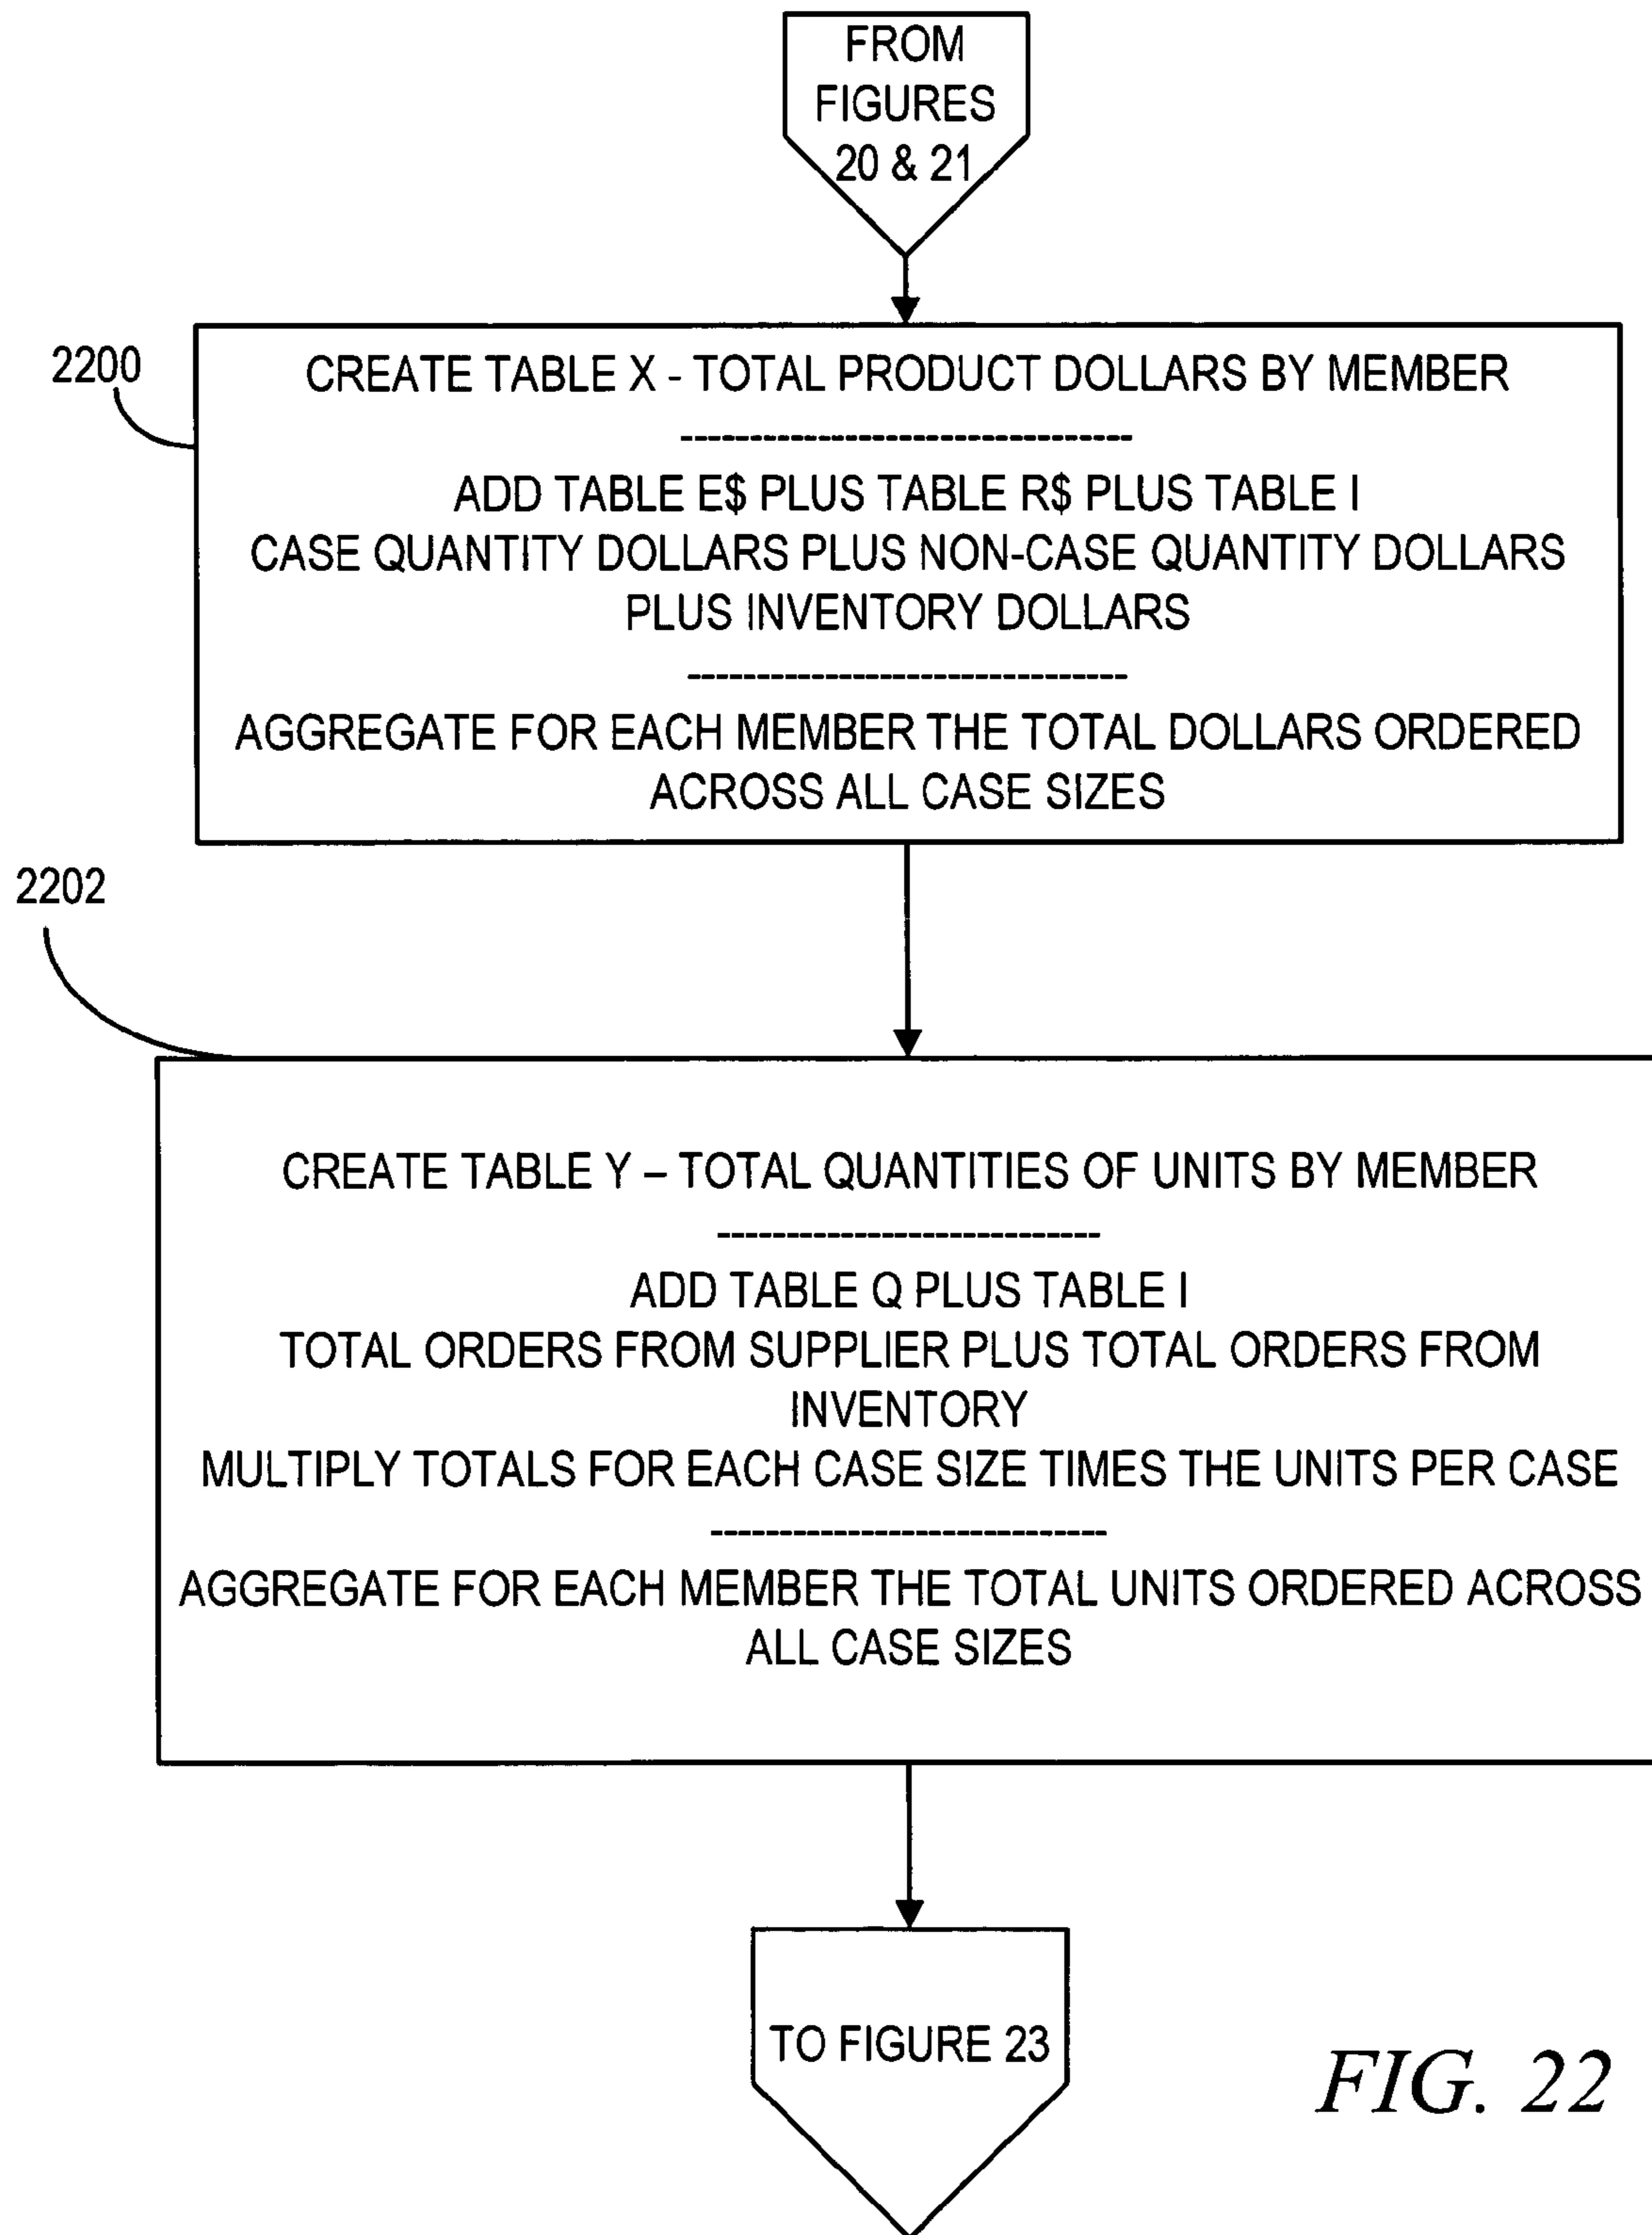 FROM
FIGURES
20 & 21
2200
CREATE TABLE X - TOTAL PRODUCT DOLLARS BY MEMBER
---------------------------------
ADD TABLE E$ PLUS TABLE R$ PLUS TABLE I
CASE QUANTITY DOLLARS PLUS NON-CASE QUANTITY DOLLARS
PLUS INVENTORY DOLLARS
--------------------------------
AGGREGATE FOR EACH MEMBER THE TOTAL DOLLARS ORDERED
ACROSS ALL CASE SIZES
2202
CREATE TABLE Y – TOTAL QUANTITIES OF UNITS BY MEMBER
----------------------------
ADD TABLE Q PLUS TABLE I
TOTAL ORDERS FROM SUPPLIER PLUS TOTAL ORDERS FROM
INVENTORY
MULTIPLY TOTALS FOR EACH CASE SIZE TIMES THE UNITS PER CASE
-----------------------------
AGGREGATE FOR EACH MEMBER THE TOTAL UNITS ORDERED ACROSS
ALL CASE SIZES
TO FIGURE 23
FIG. 22